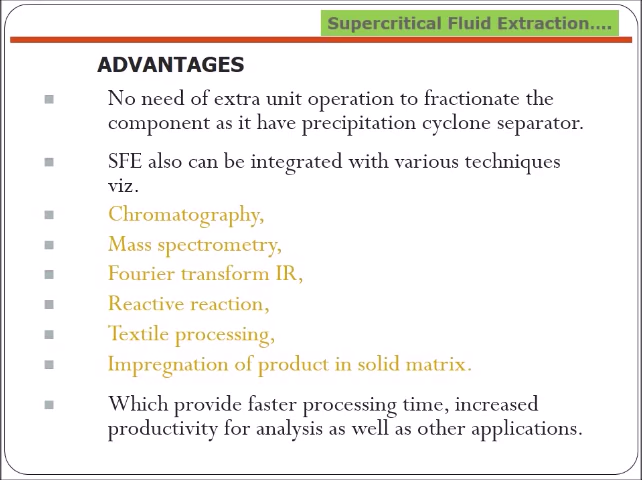 Supercritical Fluid Extraction....
ADVANTAGES
No need of extra unit operation to fractionate the
component as it have precipitation cyclone separator.
SFE also can be integrated with various techniques
viz.
Chromatography,
Mass spectrometry,
Fourier transform IR,
Reactive reaction,
Textile processing,
Impregnation of product in solid matrix.
Which provide faster processing time, increased
productivity for analysis as well as other applications.